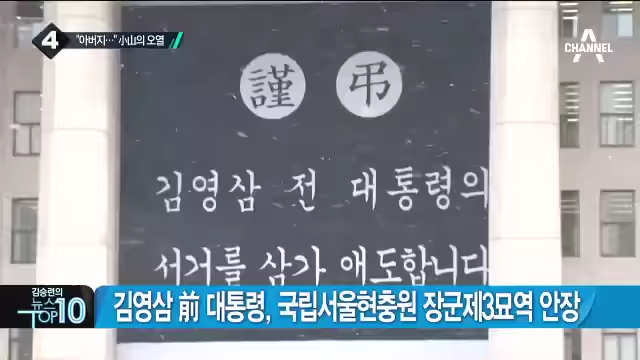 4 "아버지…" 小山의 오열
CHANNEL A
謹 弔
김영삼 전 대통령의
서거를 삼가 애도합니다
김승련의
뉴스 TOP10
김영삼 前 대통령, 국립서울현충원 장군제3묘역 안장